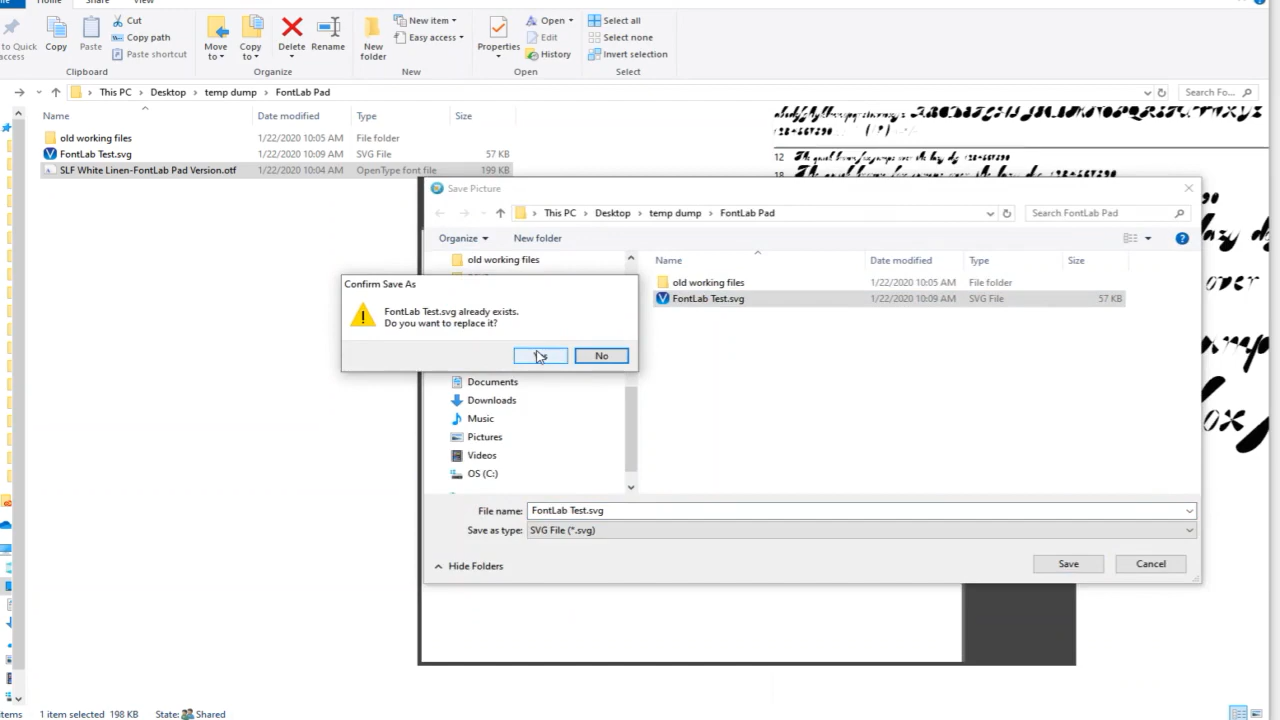 Home Share View
to Quick
access
Copy
Paste
Cut
Copy path
Paste shortcut
Clipboard
Move
to
Copy
to
Delete
Rename
Organize
New
folder
New item
Easy access
New
Properties
Open
Edit
History
Open
Select all
Select none
Invert selection
Select
This PC > Desktop > temp dump > FontLab Pad
Search Fo...
Name Date modified Type Size
old working files 1/22/2020 10:05 AM File folder
FontLab Test.svg 1/22/2020 10:09 AM SVG File 57 KB
SLF White Linen-FontLab Pad Version.otf 1/22/2020 10:04 AM OpenType font file 199 KB
12
18
over
Save Picture
This PC > Desktop > temp dump > FontLab Pad
Search FontLab Pad
Organize New folder
old working files
Documents
Downloads
Music
Pictures
Videos
OS (C:)
Name Date modified Type Size
old working files 1/22/2020 10:05 AM File folder
FontLab Test.svg 1/22/2020 10:09 AM SVG File 57 KB
Confirm Save As
FontLab Test.svg already exists.
Do you want to replace it?
Yes No
File name: FontLab Test.svg
Save as type: SVG File (*.svg)
Hide Folders
Save Cancel
items 1 item selected 198 KB State: Shared